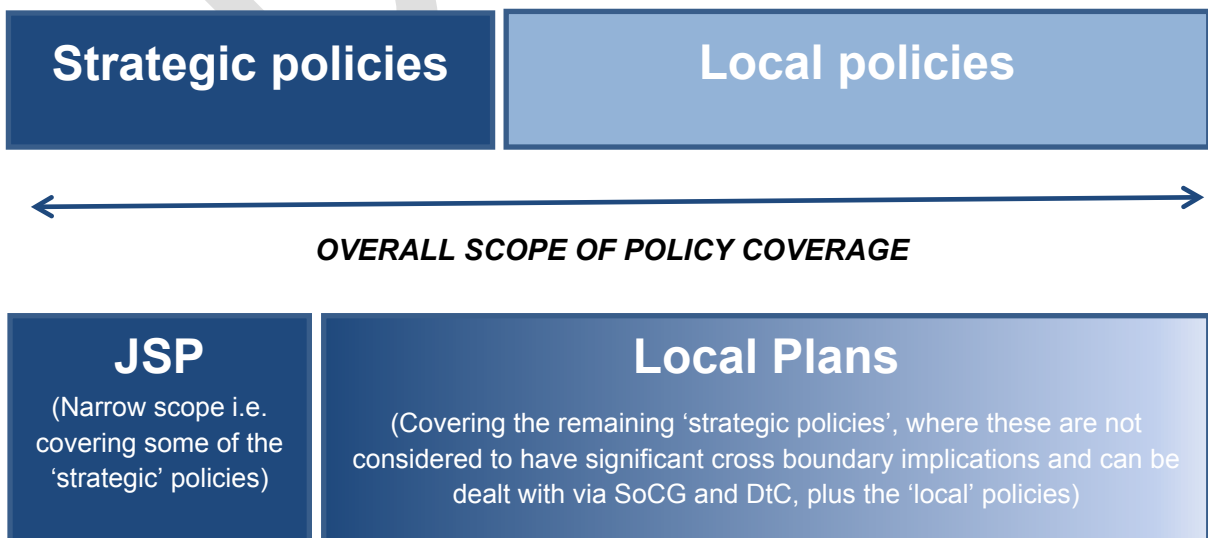 Strategic policies
Local policies
OVERALL SCOPE OF POLICY COVERAGE
JSP
(Narrow scope i.e.
covering some of the
‘strategic’ policies)
Local Plans
(Covering the remaining ‘strategic policies’, where these are not
considered to have significant cross boundary implications and can be
dealt with via SoCG and DtC, plus the ‘local’ policies)